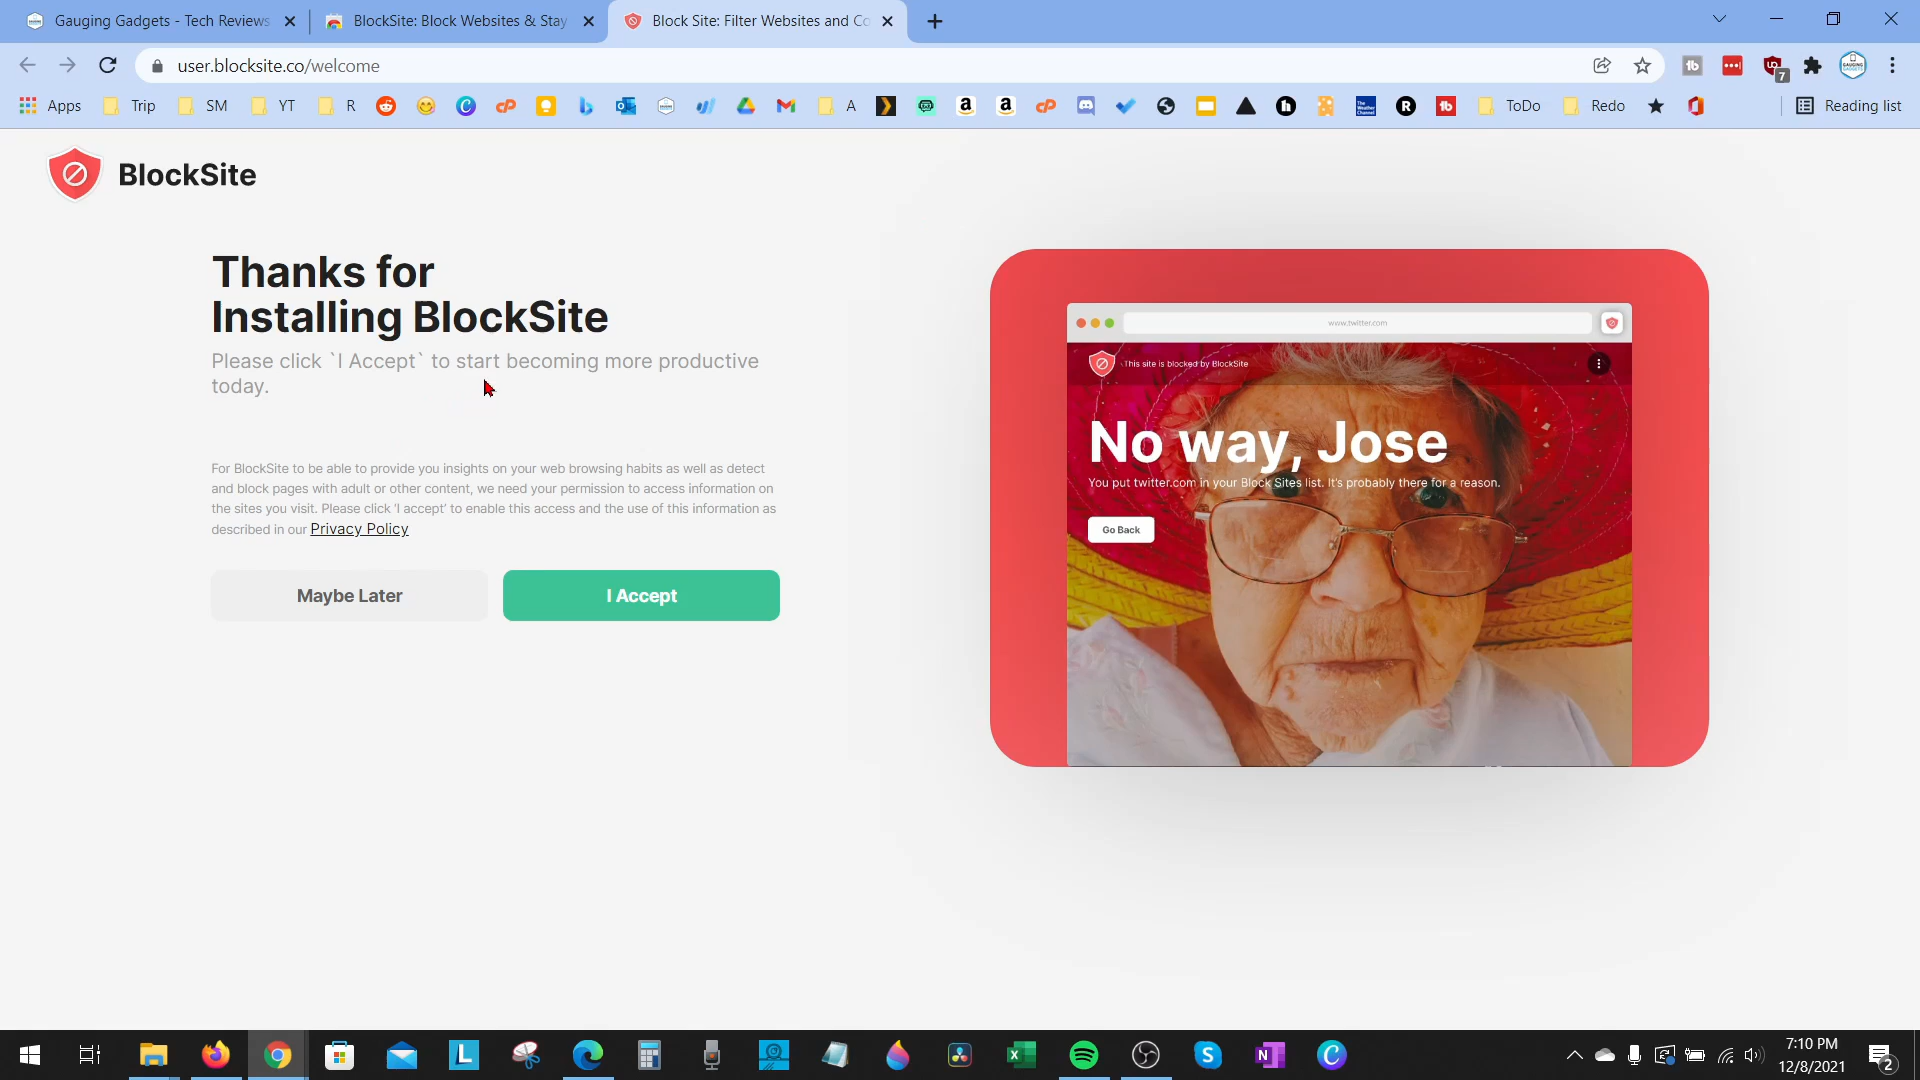 Gauging Gadgets - Tech Reviews
BlockSite: Block Websites & Stay
Block Site: Filter Websites and Co
user.blocksite.co/welcome
7
Apps
Trip
SM
YT
R
A
ToDo
Redo
Reading list
BlockSite
Thanks for
Installing BlockSite
Please click `I Accept` to start becoming more productive
today.
For BlockSite to be able to provide you insights on your web browsing habits as well as detect
and block pages with adult or other content, we need your permission to access information on
the sites you visit. Please click 'I accept' to enable this access and the use of this information as
described in our Privacy Policy
Maybe Later
I Accept
www.twitter.com
This site is blocked by BlockSite
No way, Jose
You put twitter.com in your Block Sites list. It's probably there for a reason.
Go Back
7:10 PM
12/8/2021
2